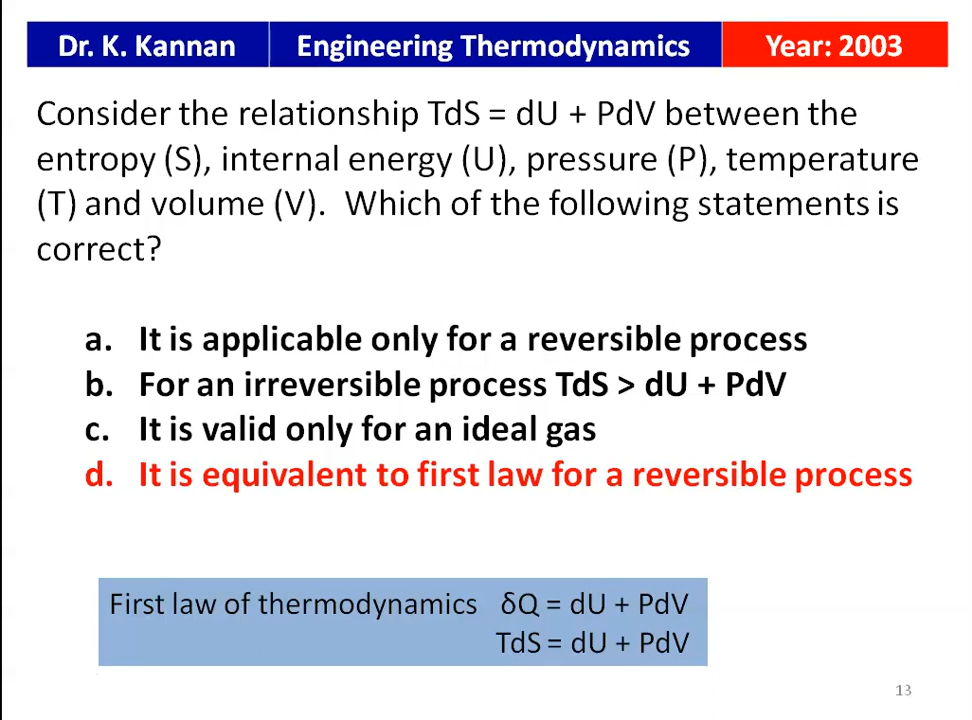 Dr. K. Kannan Engineering Thermodynamics Year: 2003
Consider the relationship TdS = dU + PdV between the
entropy (S), internal energy (U), pressure (P), temperature
(T) and volume (V).  Which of the following statements is
correct?
a. It is applicable only for a reversible process
b. For an irreversible process TdS > dU + PdV
c. It is valid only for an ideal gas
d. It is equivalent to first law for a reversible process
First law of thermodynamics δQ = dU + PdV
TdS = dU + PdV
13